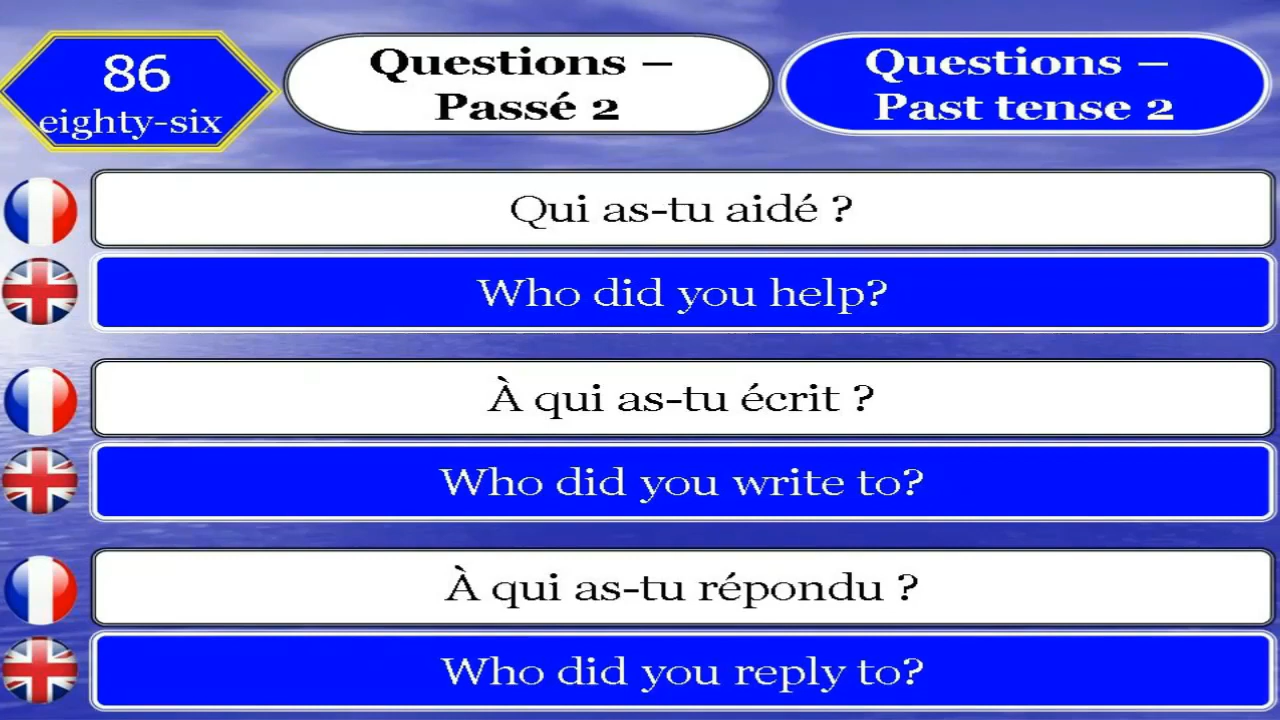 86
eighty-six
Questions –
Passé 2
Questions –
Past tense 2
Qui as-tu aidé ?
Who did you help?
À qui as-tu écrit ?
Who did you write to?
À qui as-tu répondu ?
Who did you reply to?